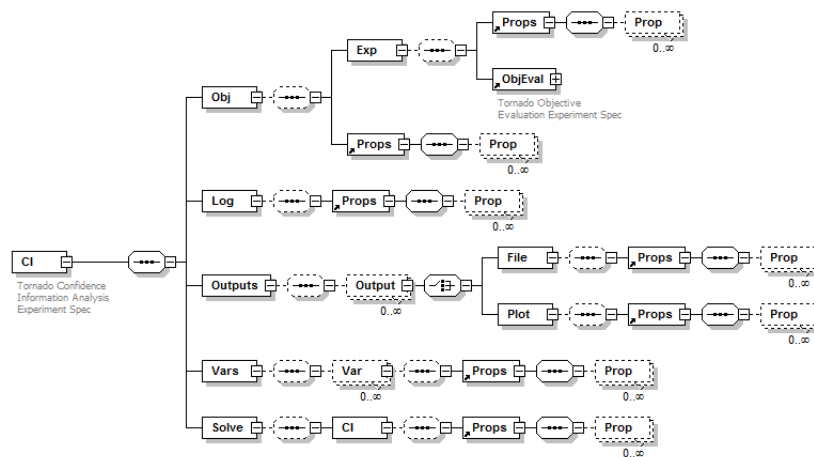 Props
Prop
0..∞
Exp
ObjEval
Tornado Objective
Evaluation Experiment Spec
Obj
Props
Prop
0..∞
Log
Props
Prop
0..∞
CI
Tornado Confidence
Information Analysis
Experiment Spec
File
Props
Prop
0..∞
Outputs
Output
0..∞
Plot
Props
Prop
0..∞
Vars
Var
0..∞
Props
Prop
0..∞
Solve
CI
Props
Prop
0..∞